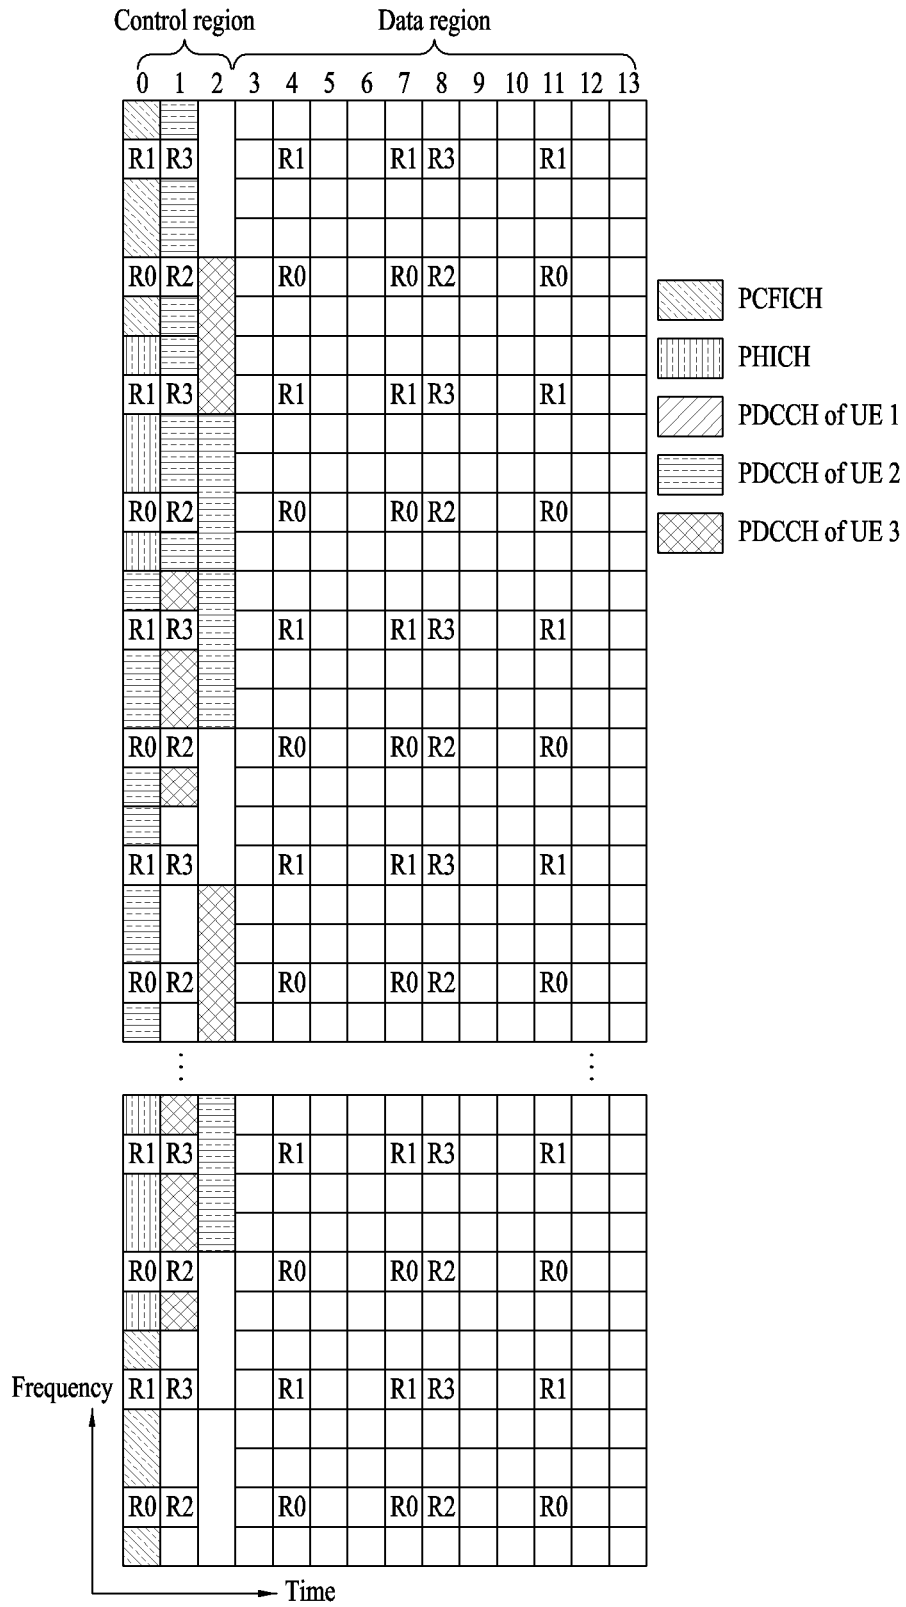 Control region Data region
0 1 2 3 4 5 6 7 8 9 10 11 12 13
R1 R3 R1 R1 R3 R1
R0 R2 R0 R0 R2 R0
PCFICH
PHICH
R1 R3 R1 R1 R3 R1
PDCCH of UE 1
PDCCH of UE 2
R0 R2 R0 R0 R2 R0
PDCCH of UE 3
R1 R3 R1 R1 R3 R1
R0 R2 R0 R0 R2 R0
R1 R3 R1 R1 R3 R1
R0 R2 R0 R0 R2 R0
R1 R3 R1 R1 R3 R1
R0 R2 R0 R0 R2 R0
Frequency R1 R3 R1 R1 R3 R1
R0 R2 R0 R0 R2 R0
Time